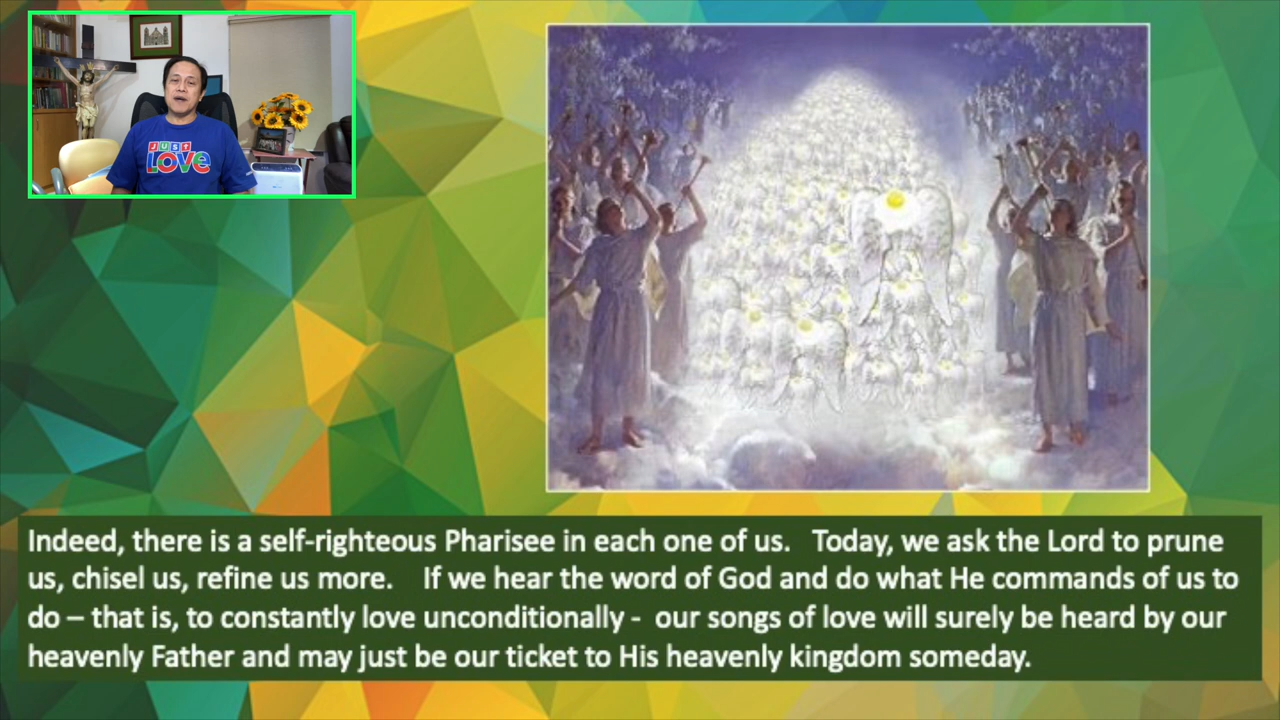 JUST
LOVE
Indeed, there is a self-righteous Pharisee in each one of us.   Today, we ask the Lord to prune
us, chisel us, refine us more.    If we hear the word of God and do what He commands of us to
do – that is, to constantly love unconditionally -  our songs of love will surely be heard by our
heavenly Father and may just be our ticket to His heavenly kingdom someday.